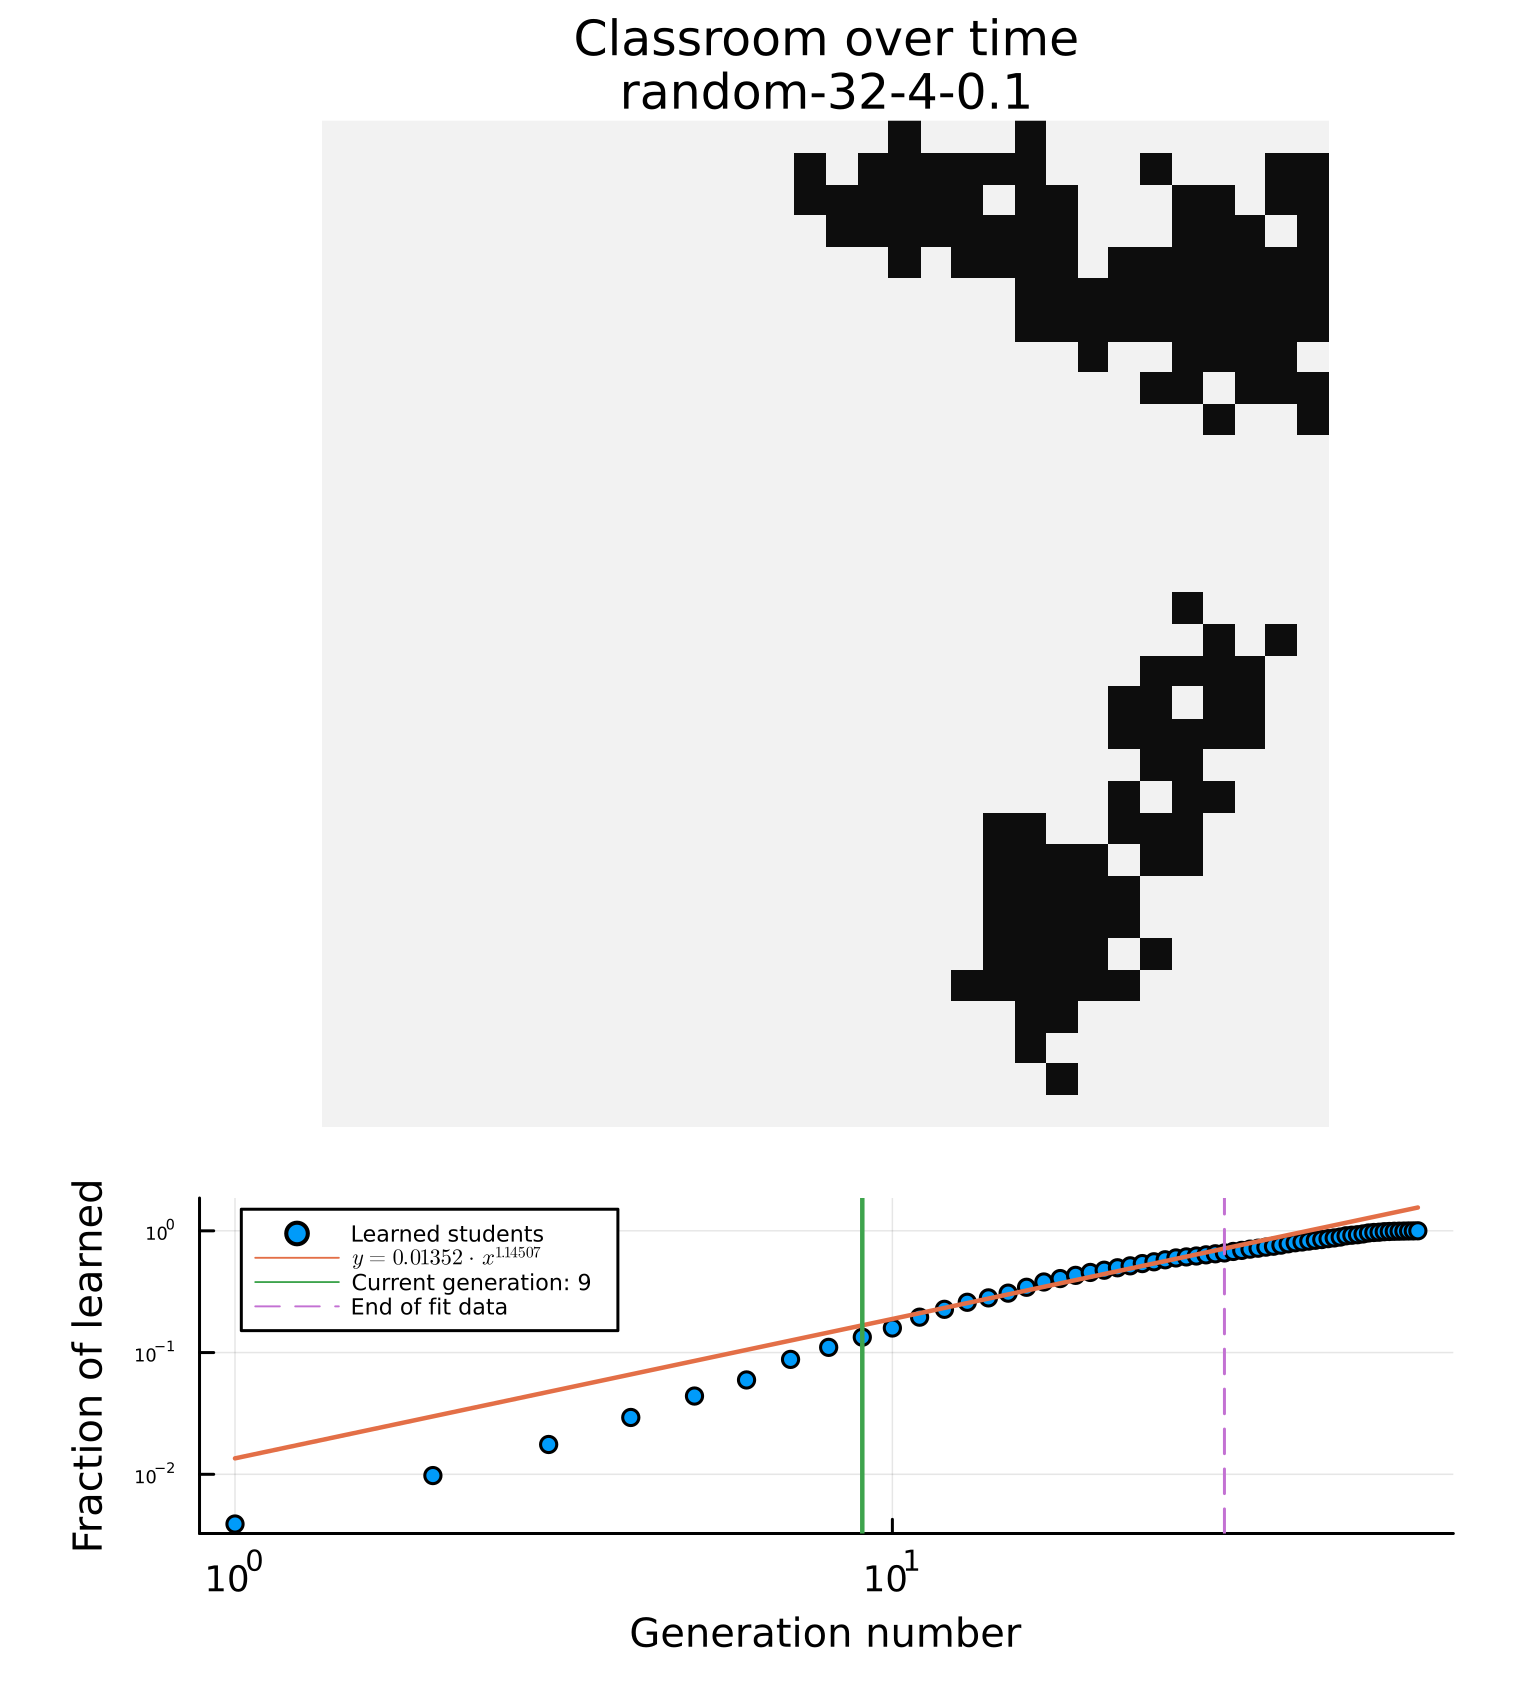 Classroom over time
random-32-4-0.1
Fraction of learned
10^0
10^-1
10^-2
Learned students
y = 0.01352 · x^1.14507
Current generation: 9
End of fit data
10^0
10^1
Generation number